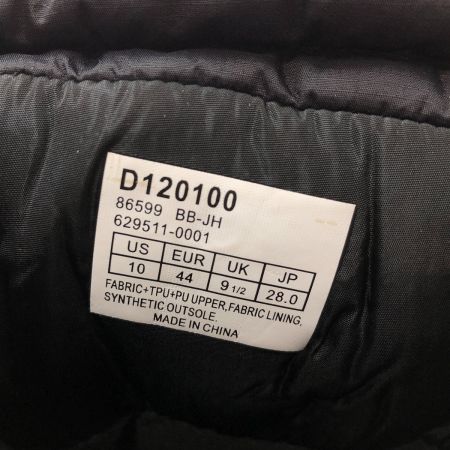 D120100
86599 BB-JH
629511-0001
US EUR UK JP
10 44 9 1/2 28.0
FABRIC+TPU+PU UPPER, FABRIC LINING,
SYNTHETIC OUTSOLE.
MADE IN CHINA